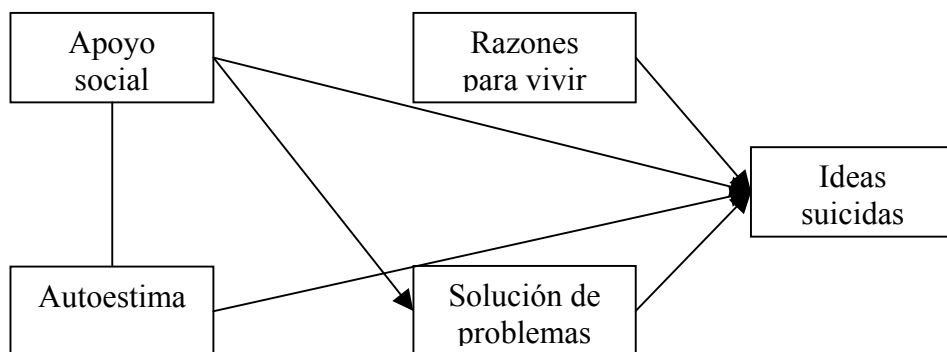 Apoyo
social
Razones
para vivir
Ideas
suicidas
Autoestima
Solución de
problemas